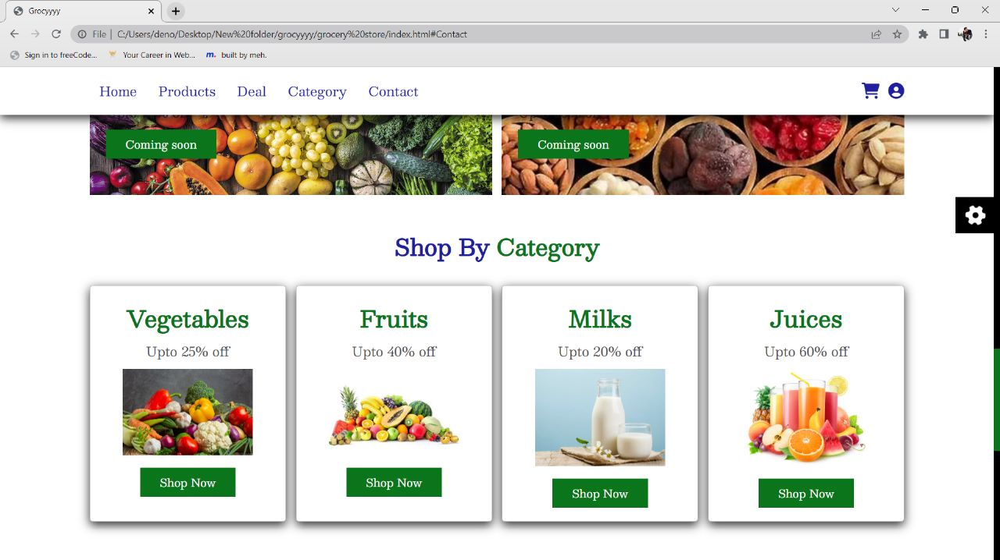 Grocyyyy
File | C:/Users/deno/Desktop/New%20folder/grocyyyy/grocery%20store/index.html#Contact
Sign in to freeCode... Your Career in Web... m. built by meh.
Home Products Deal Category Contact
Coming soon Coming soon
Shop By Category
Vegetables Fruits Milks Juices
Upto 25% off Upto 40% off Upto 20% off Upto 60% off
Shop Now Shop Now Shop Now Shop Now